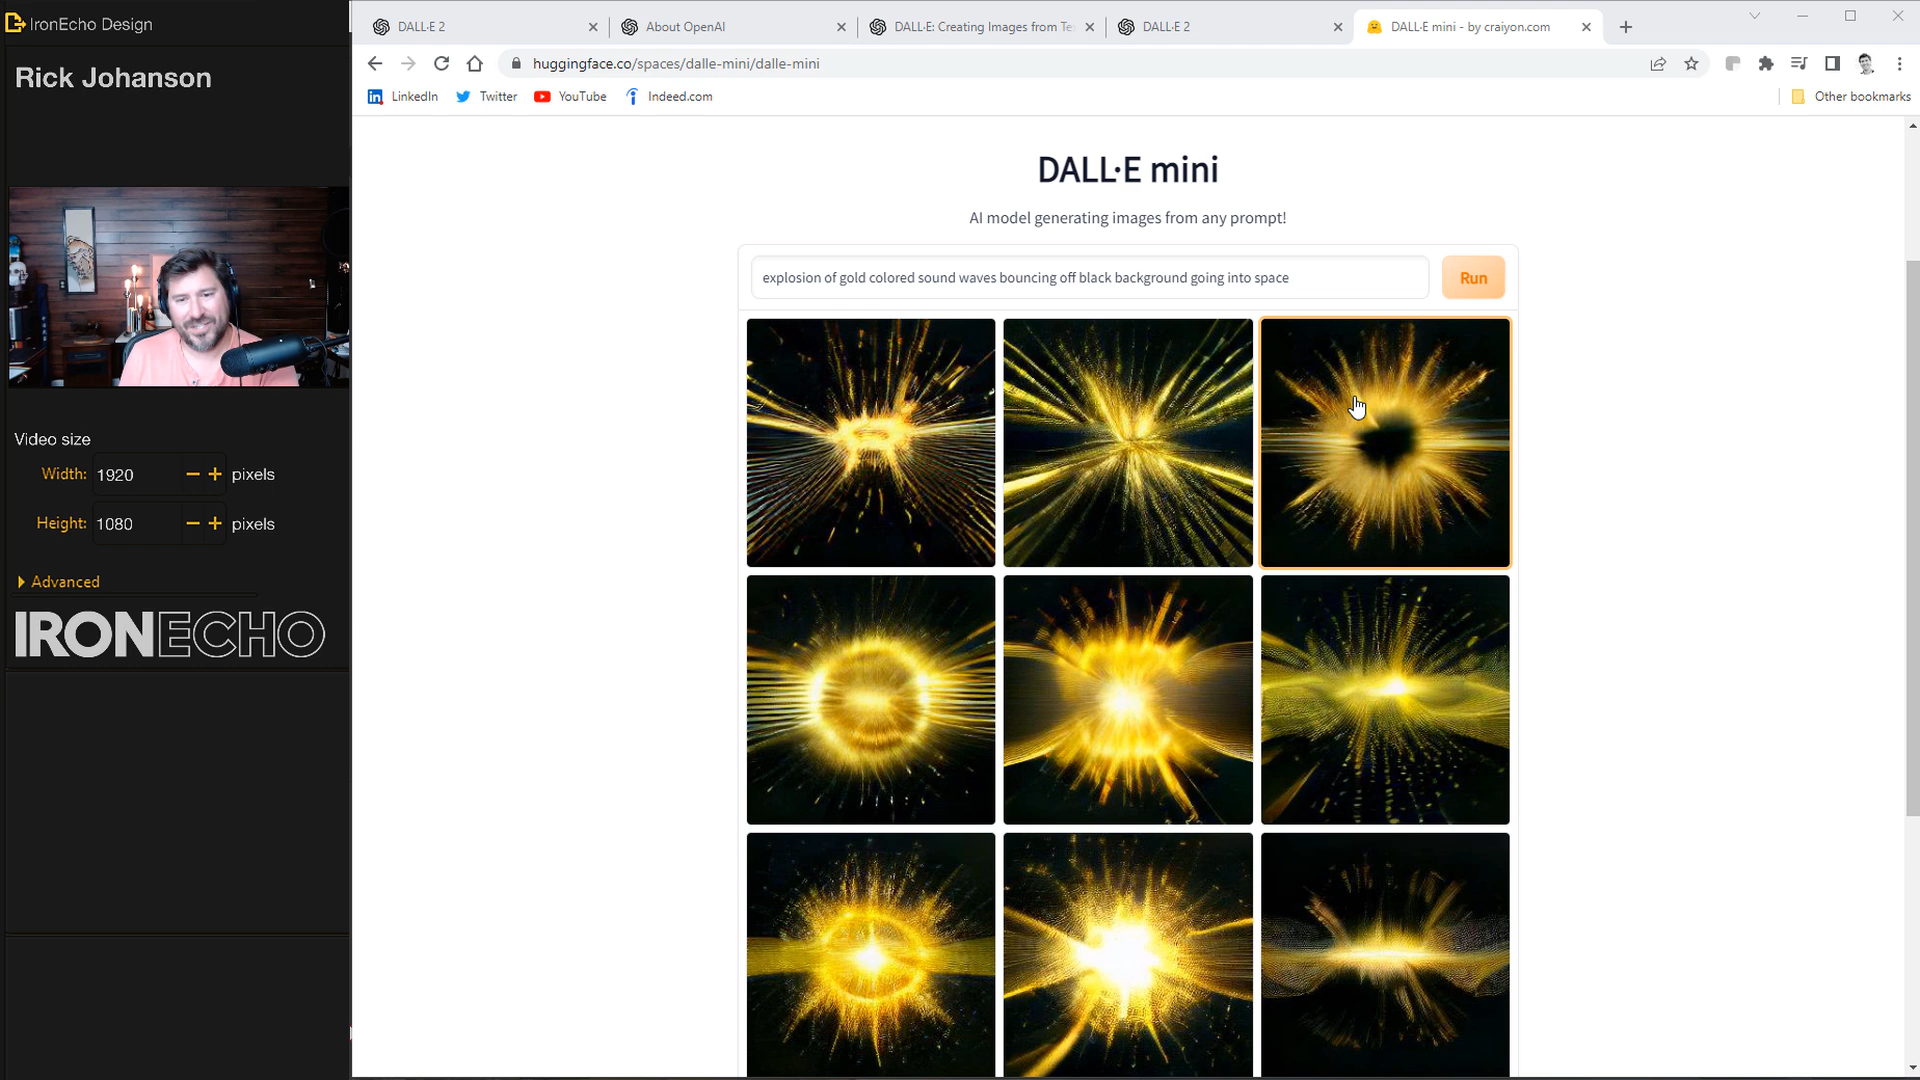 IronEcho Design
Rick Johanson
Video size
Width: 1920 pixels
Height: 1080 pixels
Advanced
IRONECHO
DALL·E 2
About OpenAI
DALL·E: Creating Images from Te
DALL·E 2
DALL·E mini - by craiyon.com
huggingface.co/spaces/dalle-mini/dalle-mini
LinkedIn
Twitter
YouTube
Indeed.com
Other bookmarks
DALL·E mini
AI model generating images from any prompt!
explosion of gold colored sound waves bouncing off black background going into space
Run